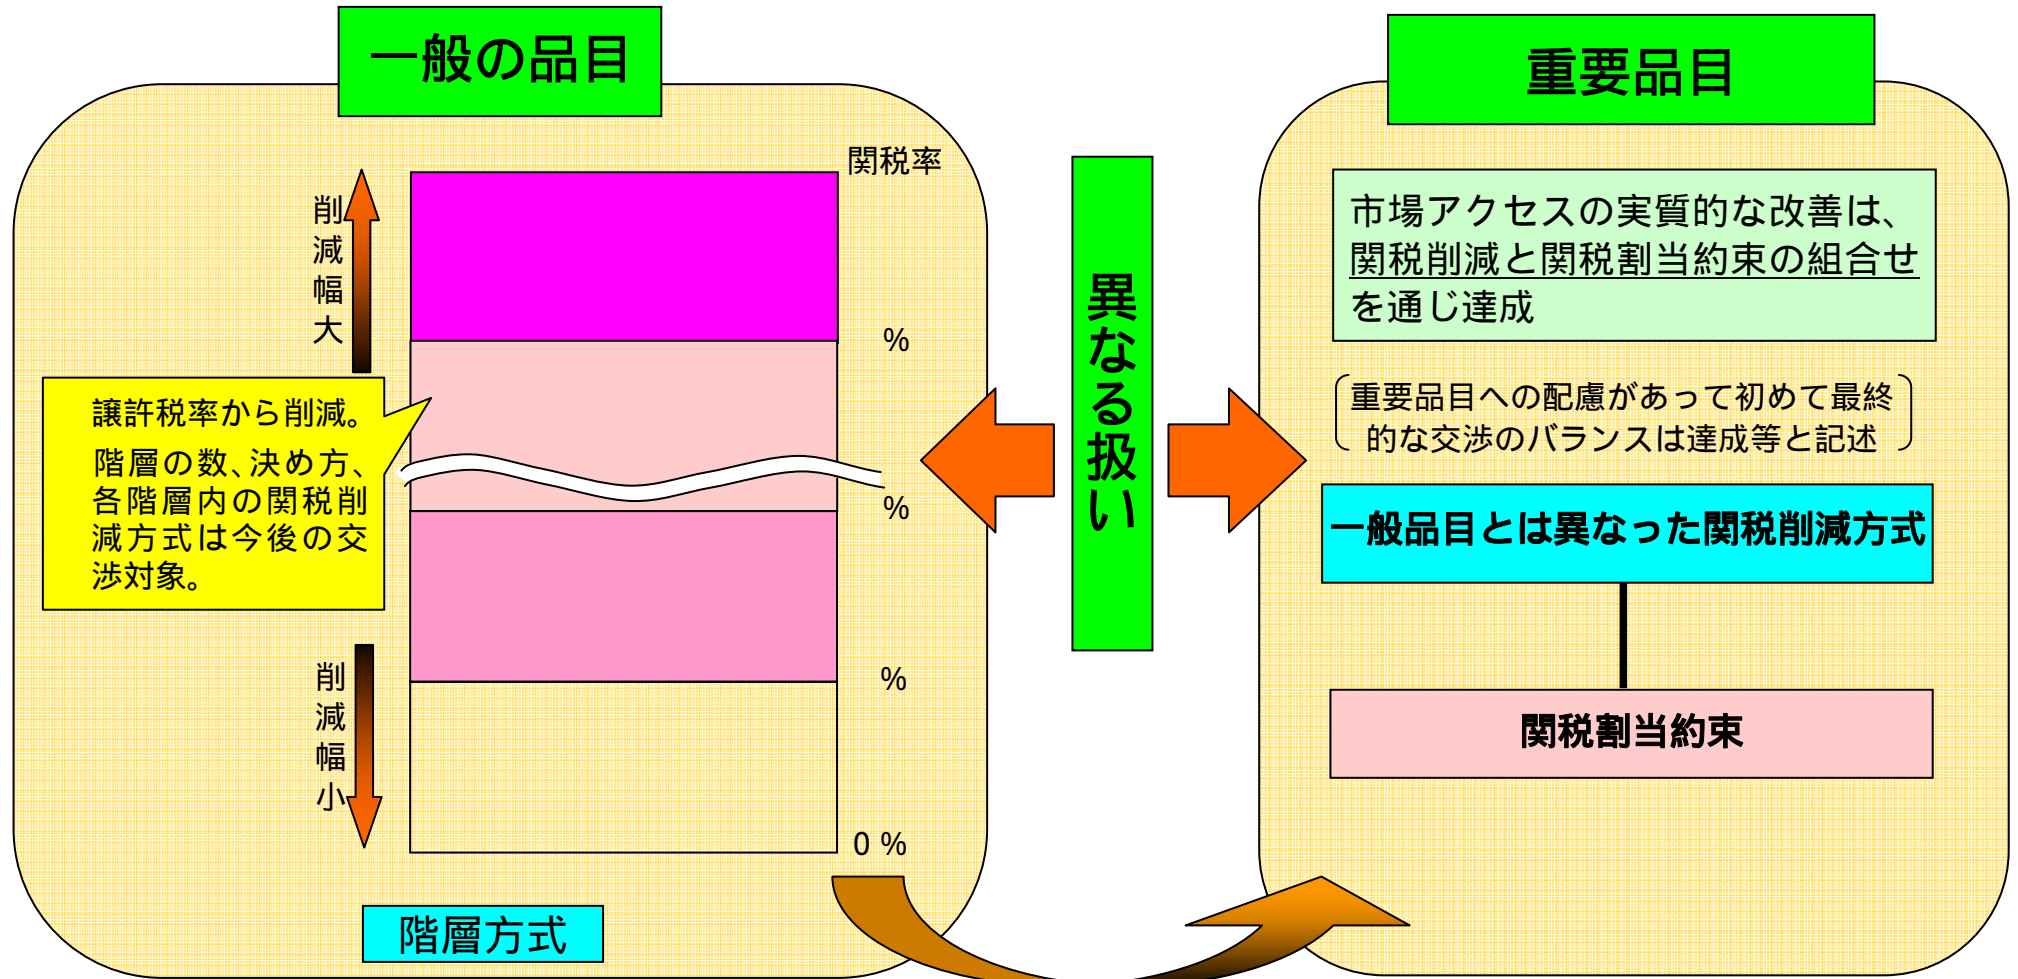 一般の品目
関税率
削減幅大
%
譲許税率から削減。
階層の数、決め方、
各階層内の関税削
減方式は今後の交
渉対象。
%
%
削減幅小
0%
階層方式
異なる扱い
重要品目
市場アクセスの実質的な改善は、
関税削減と関税割当約束の組合せ
を通じ達成
重要品目への配慮があって初めて最終
的な交渉のバランスは達成等と記述
一般品目とは異なった関税削減方式
関税割当約束